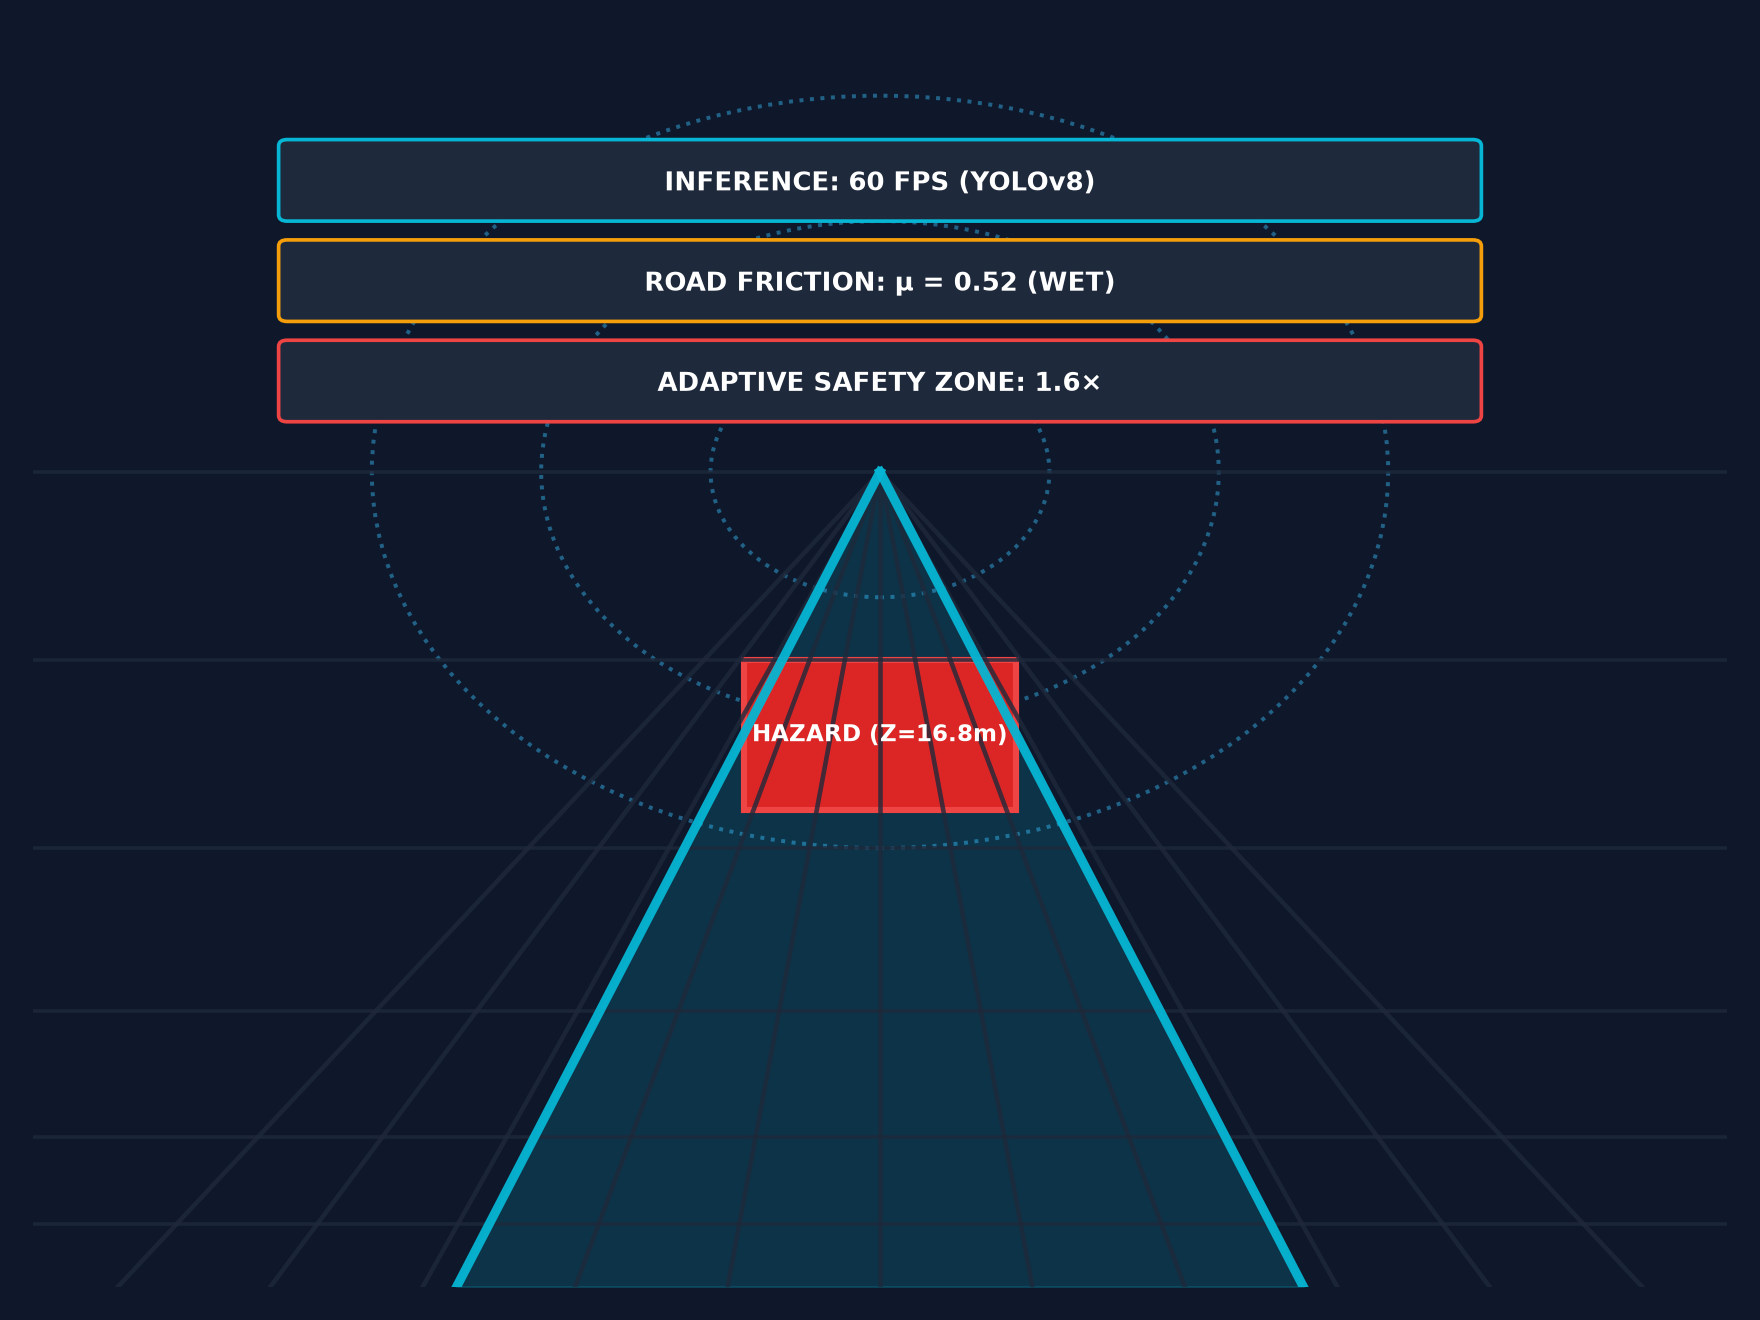 INFERENCE: 60 FPS (YOLOv8)
ROAD FRICTION: μ = 0.52 (WET)
ADAPTIVE SAFETY ZONE: 1.6×
HAZARD (Z=16.8m)